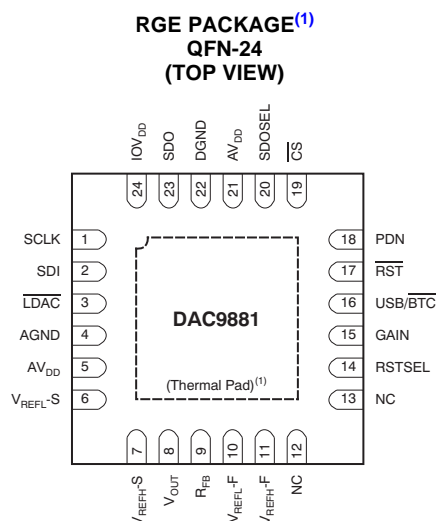 RGE PACKAGE(1)
QFN-24
(TOP VIEW)
IOVDD
SDO
DGND
AVDD
SDOSEL
CS
24
23
22
21
20
19
SCLK 1
SDI 2
LDAC 3
AGND 4
AVDD 5
VREFL-S 6
18 PDN
17 RST
16 USB/BTC
15 GAIN
14 RSTSEL
13 NC
DAC9881
(Thermal Pad)(1)
7
8
9
10
11
12
VREFH-S
VOUT
RFB
VREFL-F
VREFH-F
NC